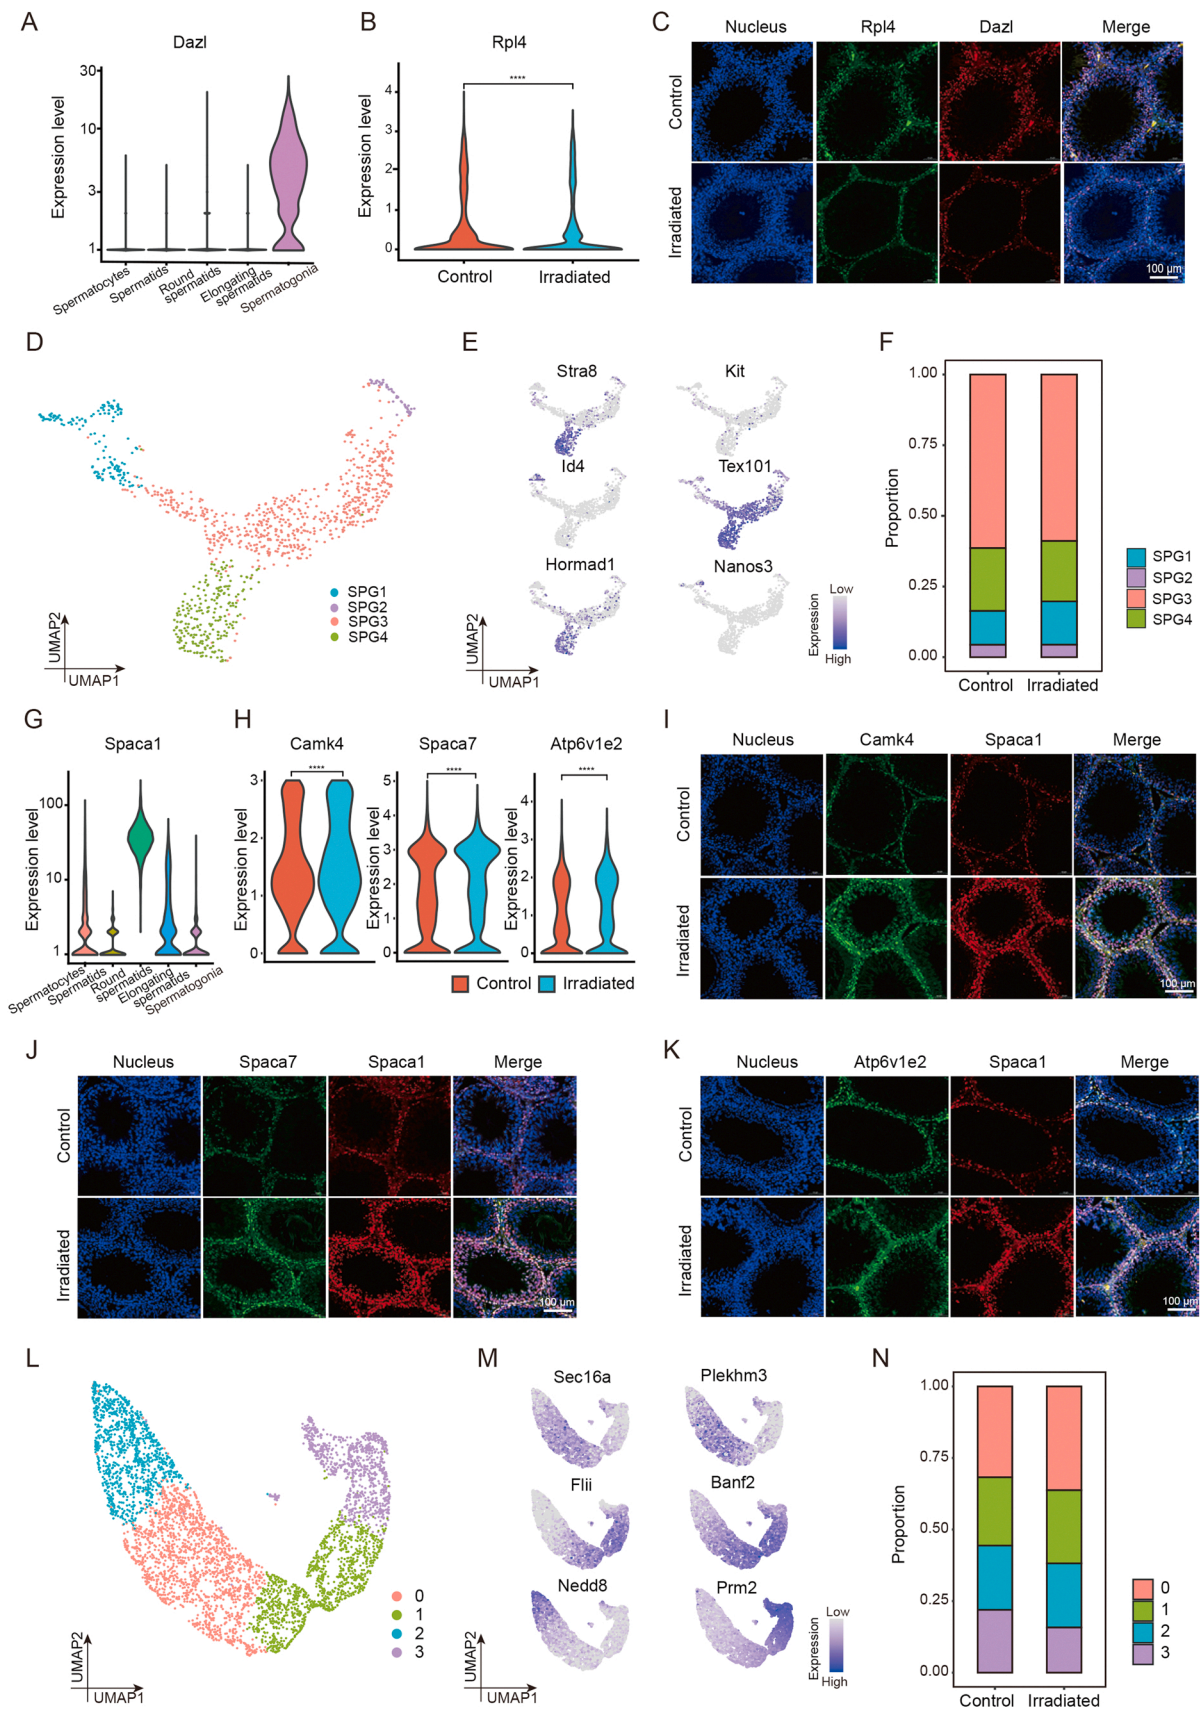 A
Dazl
Expression level
30
10
3
1
Spermatocytes
Spermatids
Round
spermatids
Elongating
spermatids
Spermatogonia
B
Rpl4
****
Expression level
4
3
2
1
0
Control
Irradiated
C
Nucleus
Rpl4
Dazl
Merge
Control
Irradiated
100 µm
D
SPG1
SPG2
SPG3
SPG4
UMAP2
UMAP1
E
Stra8
Kit
Id4
Tex101
Hormad1
Nanos3
UMAP2
UMAP1
Low
Expression
High
F
Proportion
1.00
0.75
0.50
0.25
0.00
Control
Irradiated
SPG1
SPG2
SPG3
SPG4
G
Spaca1
Expression level
100
10
1
Spermatocytes
Spermatids
Round
spermatids
Elongating
spermatids
Spermatogonia
H
Camk4
****
Expression level
3
2
1
0
Spaca7
****
Expression level
5
4
3
2
1
0
Atp6v1e2
****
Expression level
4
3
2
1
0
Control
Irradiated
I
Nucleus
Camk4
Spaca1
Merge
Control
Irradiated
100 µm
J
Nucleus
Spaca7
Spaca1
Merge
Control
Irradiated
100 µm
K
Nucleus
Atp6v1e2
Spaca1
Merge
Control
Irradiated
100 µm
L
0
1
2
3
UMAP2
UMAP1
M
Sec16a
Plekhm3
Flii
Banf2
Nedd8
Prm2
UMAP2
UMAP1
Low
Expression
High
N
Proportion
1.00
0.75
0.50
0.25
0.00
Control
Irradiated
0
1
2
3